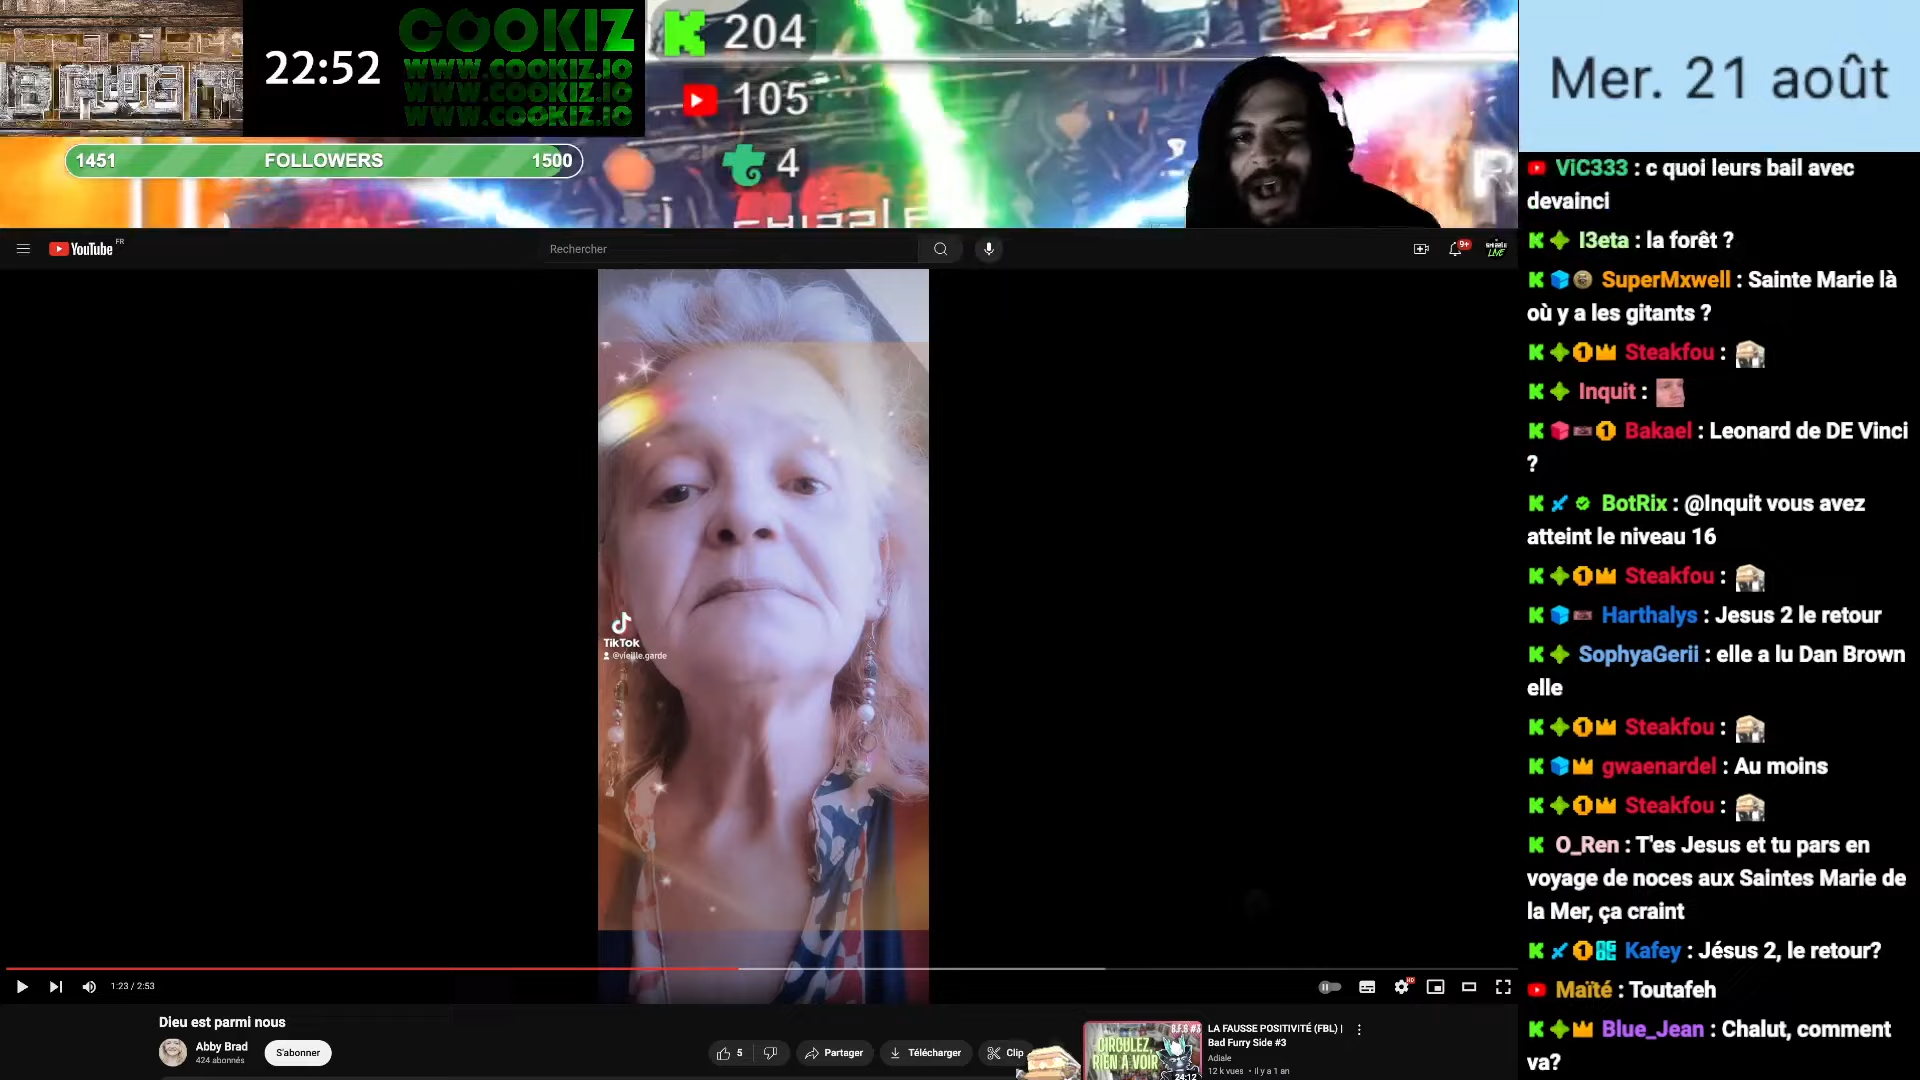 22:52
COOKIZ
WWW.COOKIZ.IO
WWW.COOKIZ.IO
WWW.COOKIZ.IO
204
105
4
1451 FOLLOWERS 1500
Mer. 21 août
YouTube FR
Rechercher
9+
LIVE
TikTok
@vieille.garde
1:23 / 2:53
Dieu est parmi nous
Abby Brad
424 abonnés
S'abonner
5
Partager
Télécharger
Clip
B.F.S #3
CIRCULEZ,
RIEN À VOIR
24:12
LA FAUSSE POSITIVITÉ (FBL) |
Bad Furry Side #3
Adiale
12 k vues • il y a 1 an
ViC333 : c quoi leurs bail avec
devainci
l3eta : la forêt ?
SuperMxwell : Sainte Marie là
où y a les gitants ?
Steakfou :
Inquit :
Bakael : Leonard de DE Vinci
?
BotRix : @Inquit vous avez
atteint le niveau 16
Steakfou :
Harthalys : Jesus 2 le retour
SophyaGerii : elle a lu Dan Brown
elle
Steakfou :
gwaenardel : Au moins
Steakfou :
O_Ren : T'es Jesus et tu pars en
voyage de noces aux Saintes Marie de
la Mer, ça craint
Kafey : Jésus 2, le retour?
Maïté : Toutafeh
Blue_Jean : Chalut, comment
va?